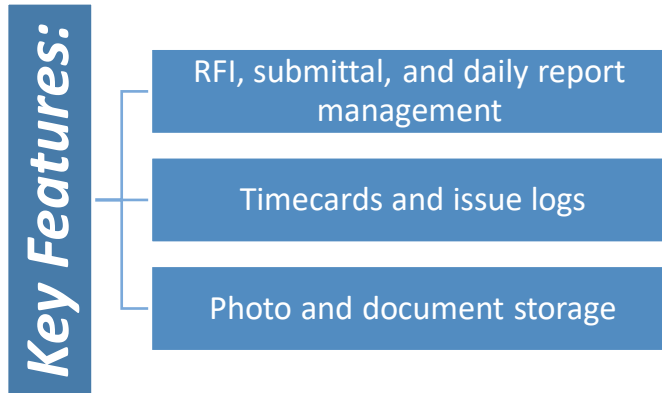 Key Features:
RFI, submittal, and daily report
management
Timecards and issue logs
Photo and document storage